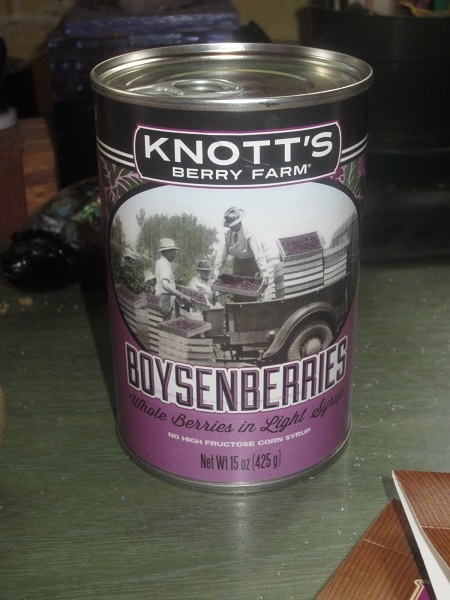 KNOTT'S
BERRY FARM®
BOYSENBERRIES
Whole Berries in Light Syrup
NO HIGH FRUCTOSE CORN SYRUP
Net Wt 15 oz (425 g)